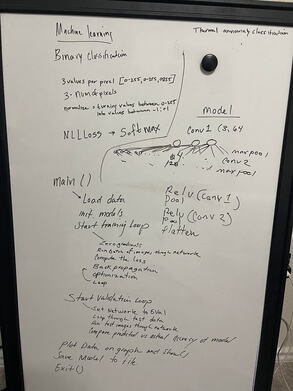 Machine learning
Thermal anomaly classification
Binary Classification
3 values per pixel [0-255, 0-255, 0-255]
3 · Num of pixels
normalize = turning values between 0-255
into values between -1 : 1
NLLLoss → Softmax
model
Conv 1 (3, 64
max pool
Conv 2
max pool
64
128
main ()
Load data
init models
Start training loop
Zero gradients
Run batch of images though network
Compute the loss
Back propagation
Optimization
Loop
Relu (Conv 1)
pool
Relu (Conv 2)
pool
flatten
Start Validation Loop
Set Network to Eval
Loop through test data
Run test images through network
Compare predicted vs actual Accuracy of model
Plot Data on graph and Show()
Save Model to file
Exit()